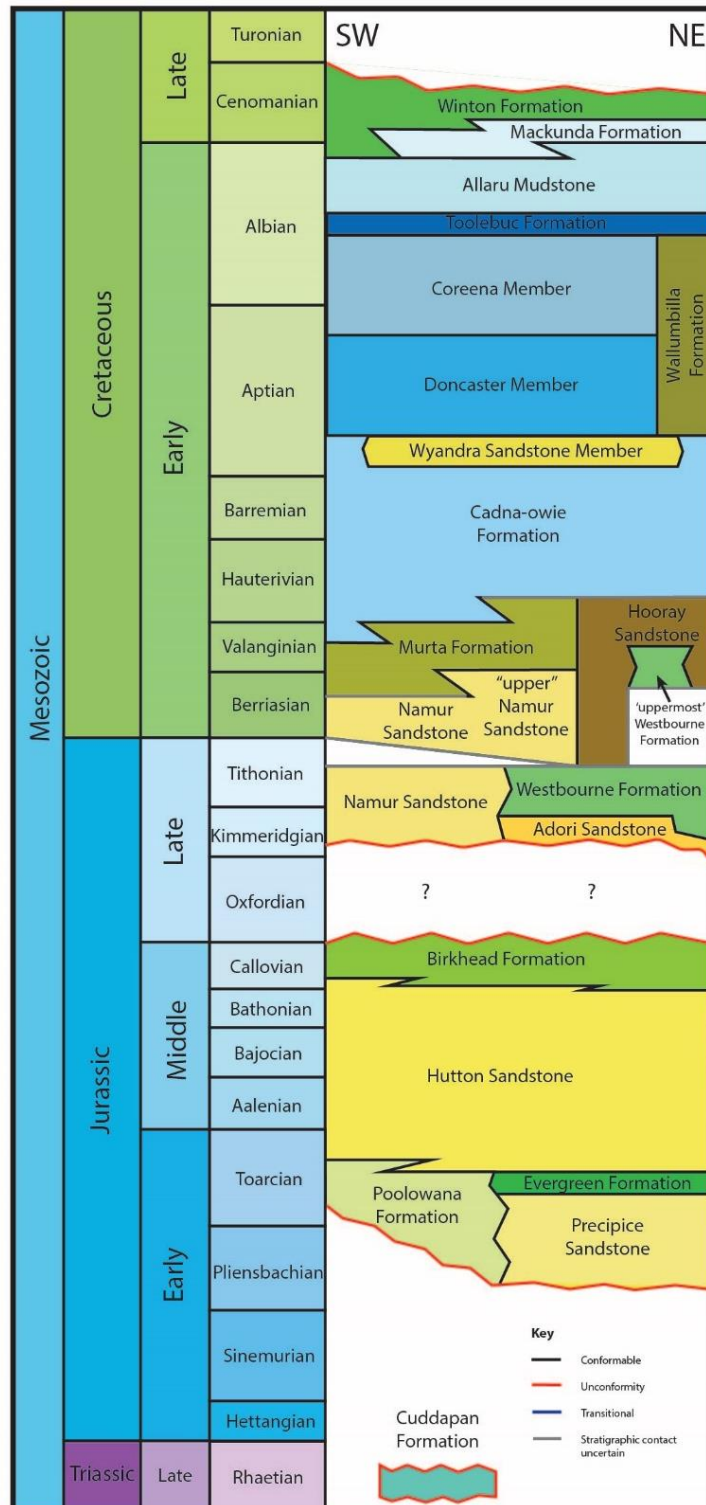 SW
NE
Mesozoic
Cretaceous
Jurassic
Triassic
Late
Early
Late
Middle
Early
Late
Turonian
Cenomanian
Albian
Aptian
Barremian
Hauterivian
Valanginian
Berriasian
Tithonian
Kimmeridgian
Oxfordian
Callovian
Bathonian
Bajocian
Aalenian
Toarcian
Pliensbachian
Sinemurian
Hettangian
Rhaetian
Winton Formation
Mackunda Formation
Allaru Mudstone
Toolebuc Formation
Coreena Member
Wallumbilla
Formation
Doncaster Member
Wyandra Sandstone Member
Cadna-owie
Formation
Hooray
Sandstone
Murta Formation
"upper"
Namur
Sandstone
Namur
Sandstone
'uppermost'
Westbourne
Formation
Namur Sandstone
Westbourne Formation
Adori Sandstone
?
?
Birkhead Formation
Hutton Sandstone
Evergreen Formation
Poolowana
Formation
Precipice
Sandstone
Key
Conformable
Unconformity
Transitional
Stratigraphic contact
uncertain
Cuddapan
Formation